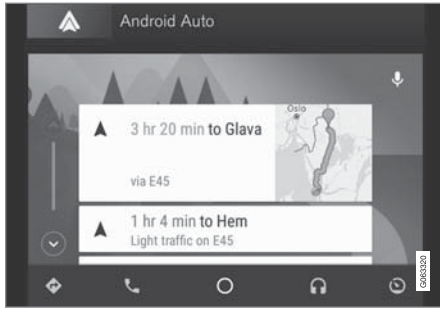 Android Auto
3 hr 20 min to Glava
Oslo
via E45
1 hr 4 min to Hem
Light traffic on E45
G063320